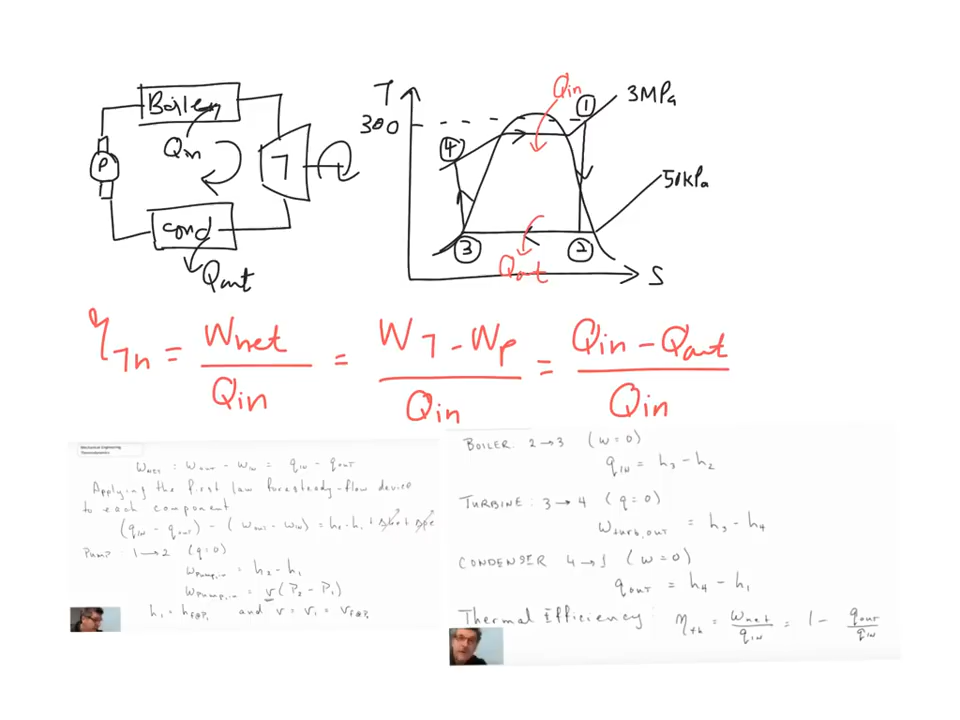 Boiler
Qin
P
T
cond
Qout
T
300
Qin
1
3MPa
4
50kPa
3
2
Qout
S
ηTh = Wnet / Qin = WT - Wp / Qin = Qin - Qout / Qin
Mechanical Engineering
Thermodynamics
WNET : WOUT - WIN = qIN - qOUT
Applying the first law for a steady-flow device
to each component
(qIN - qOUT) - (WOUT - WIN) = h2 - h1 +
PUMP : 1→2 (q=0)
WPUMP,IN = h2 - h1
WPUMP,IN = v(P2 - P1)
h1 = hf@P1 and v = v1 = vf@P1
BOILER: 2→3 (w=0)
qIN = h3 - h2
TURBINE: 3→4 (q=0)
Wturb,OUT = h3 - h4
CONDENSER 4→1 (w=0)
qOUT = h4 - h1
Thermal Efficiency: ηth = WNET / qIN = 1 - qOUT / qIN